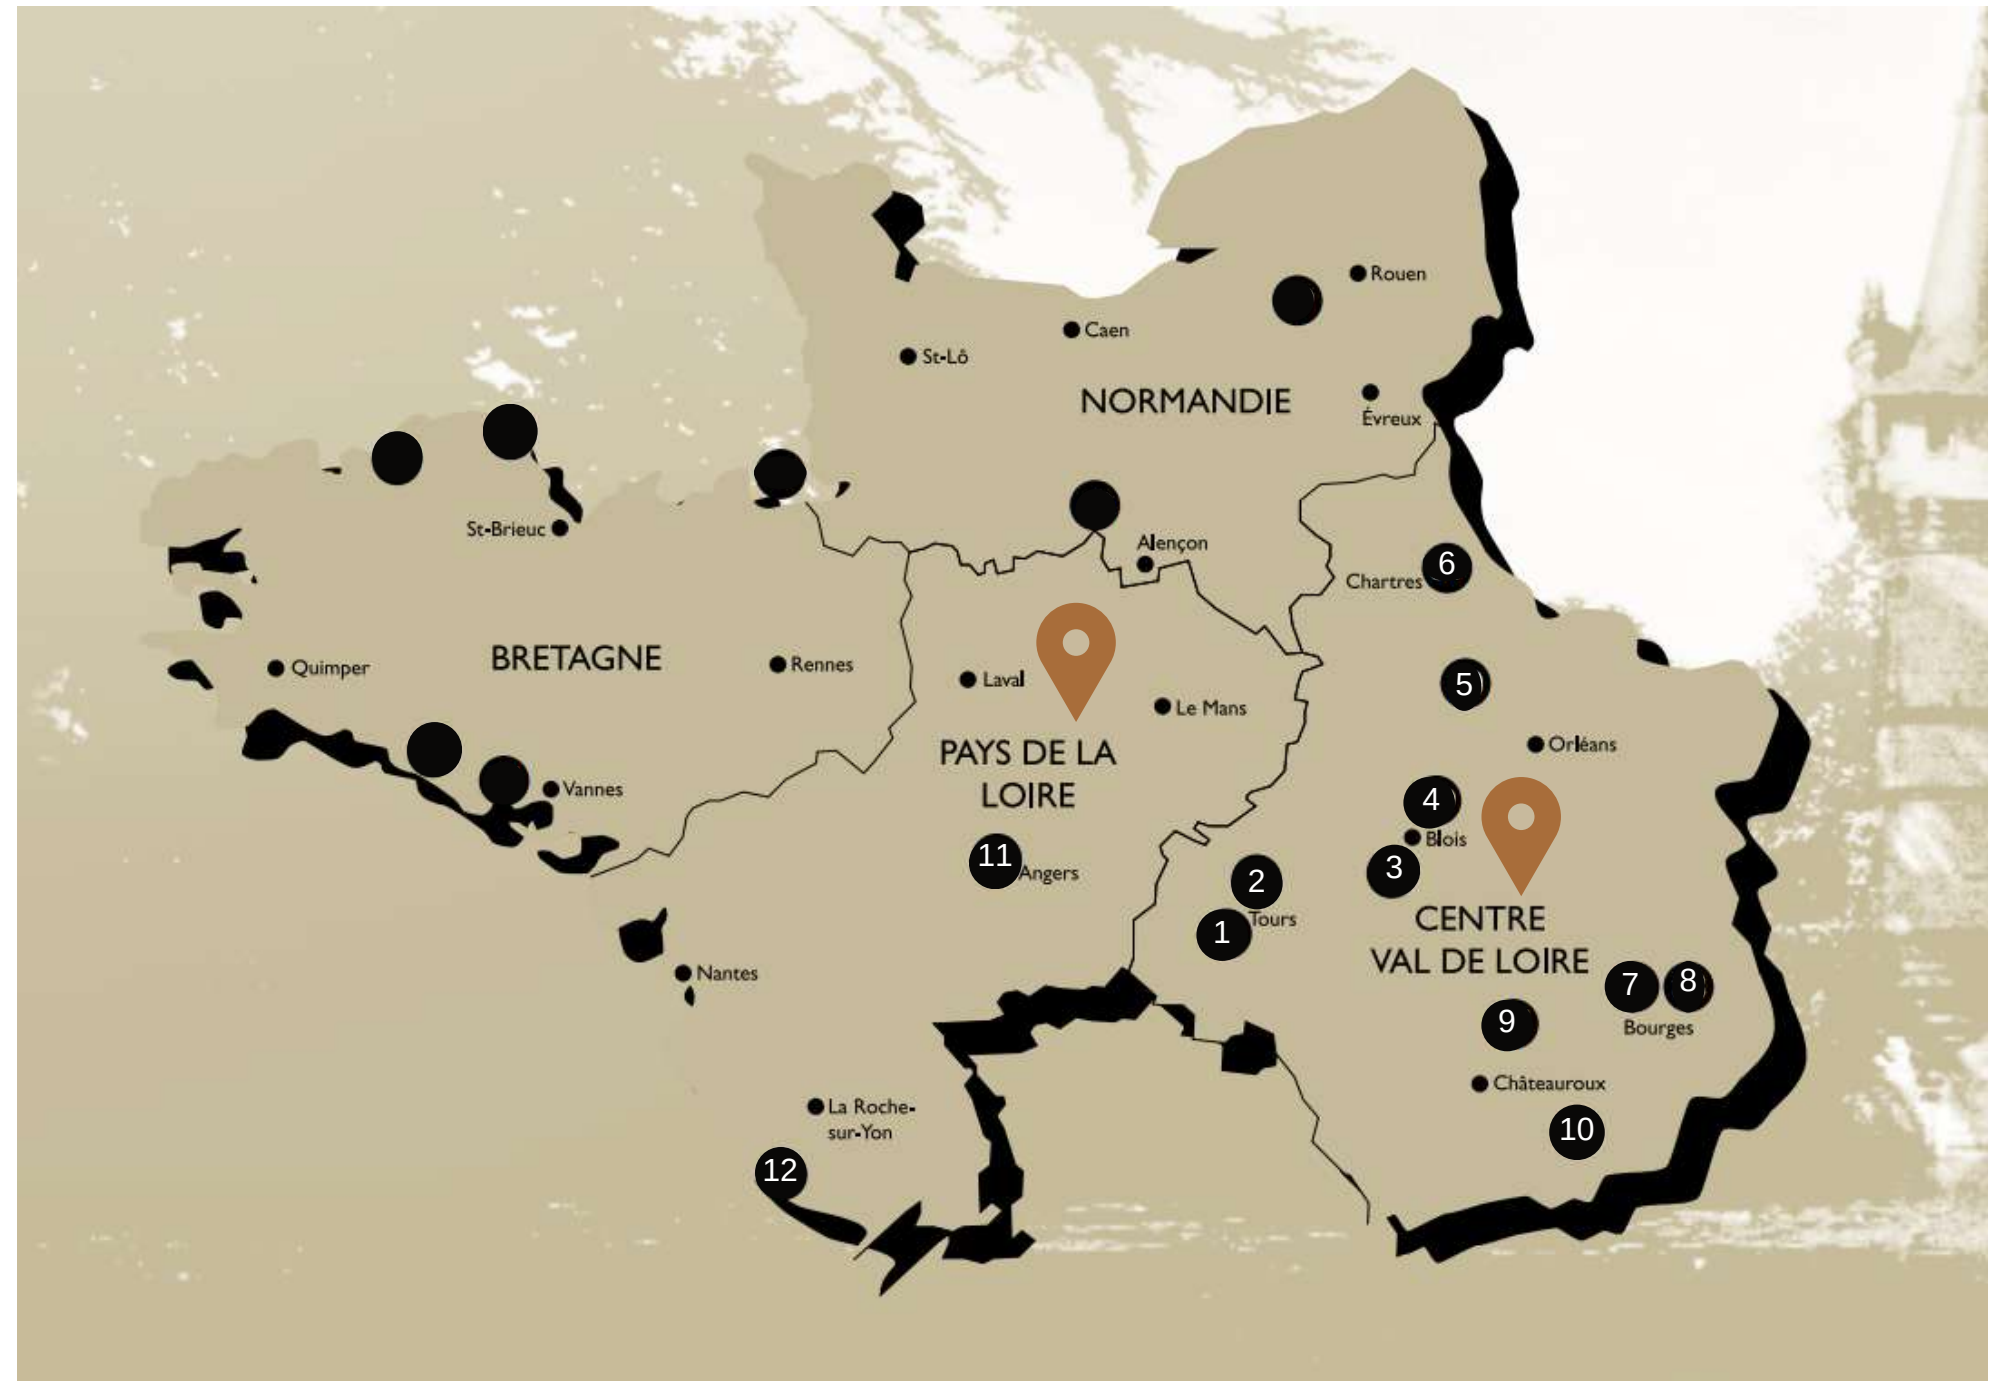 Rouen
Caen
St-Lô
NORMANDIE
Évreux
St-Brieuc
Alençon
Chartres
6
BRETAGNE
Quimper
Rennes
Laval
Le Mans
5
PAYS DE LA
LOIRE
Orléans
Vannes
4
Blois
11
Angers
3
2
Tours
1
CENTRE
VAL DE LOIRE
Nantes
7
8
Bourges
9
Châteauroux
La Roche-
sur-Yon
10
12